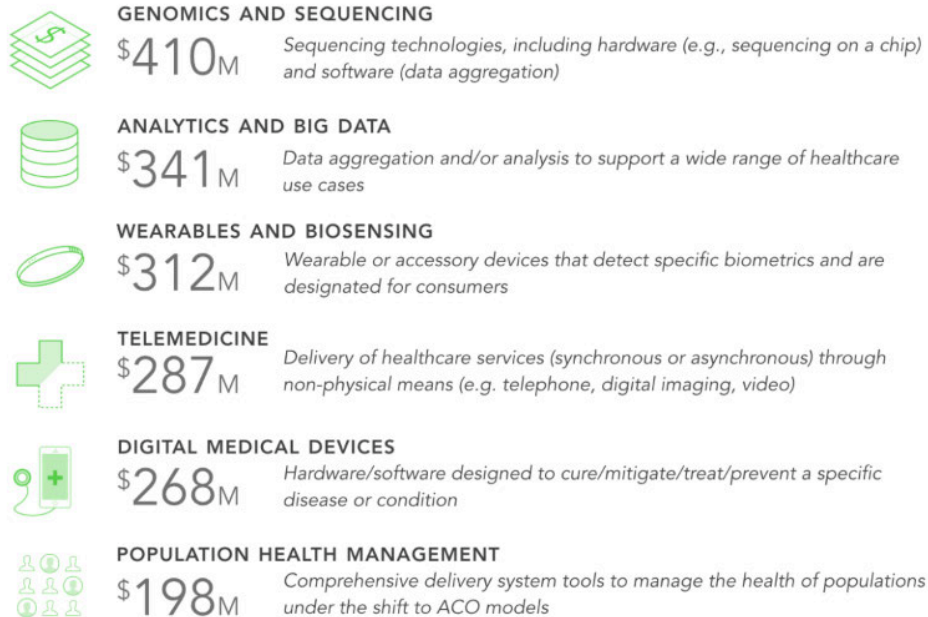 GENOMICS AND SEQUENCING
$410M
Sequencing technologies, including hardware (e.g., sequencing on a chip)
and software (data aggregation)
ANALYTICS AND BIG DATA
$341M
Data aggregation and/or analysis to support a wide range of healthcare
use cases
WEARABLES AND BIOSENSING
$312M
Wearable or accessory devices that detect specific biometrics and are
designated for consumers
TELEMEDICINE
$287M
Delivery of healthcare services (synchronous or asynchronous) through
non-physical means (e.g. telephone, digital imaging, video)
DIGITAL MEDICAL DEVICES
$268M
Hardware/software designed to cure/mitigate/treat/prevent a specific
disease or condition
POPULATION HEALTH MANAGEMENT
$198M
Comprehensive delivery system tools to manage the health of populations
under the shift to ACO models